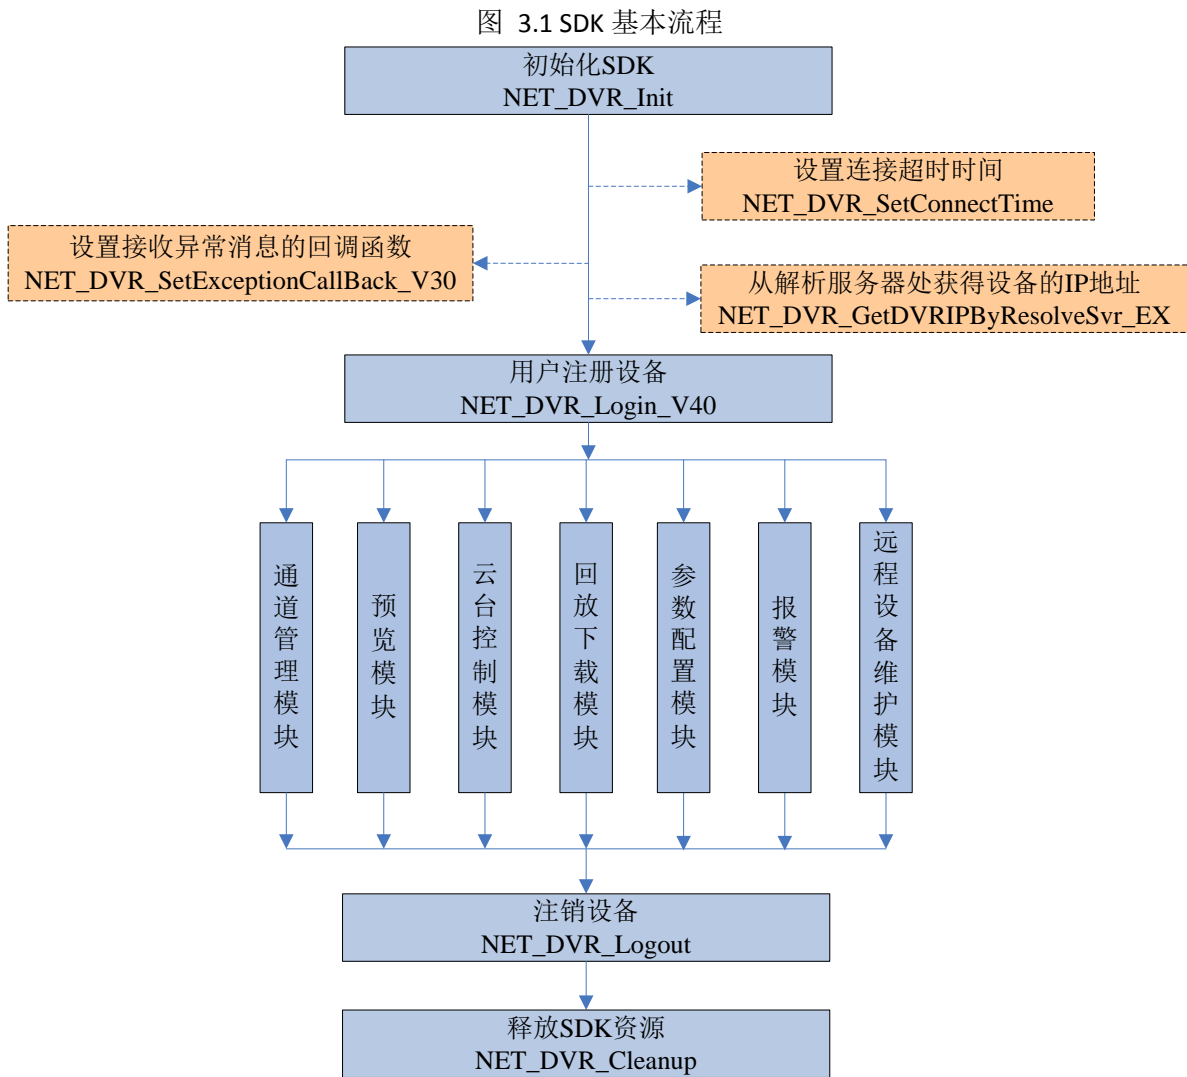 图 3.1 SDK 基本流程
初始化SDK
NET_DVR_Init
设置连接超时时间
NET_DVR_SetConnectTime
设置接收异常消息的回调函数
NET_DVR_SetExceptionCallBack_V30
从解析服务器处获得设备的IP地址
NET_DVR_GetDVRIPByResolveSvr_EX
用户注册设备
NET_DVR_Login_V40
通道管理模块
预览模块
云台控制模块
回放下载模块
参数配置模块
报警模块
远程设备维护模块
注销设备
NET_DVR_Logout
释放SDK资源
NET_DVR_Cleanup